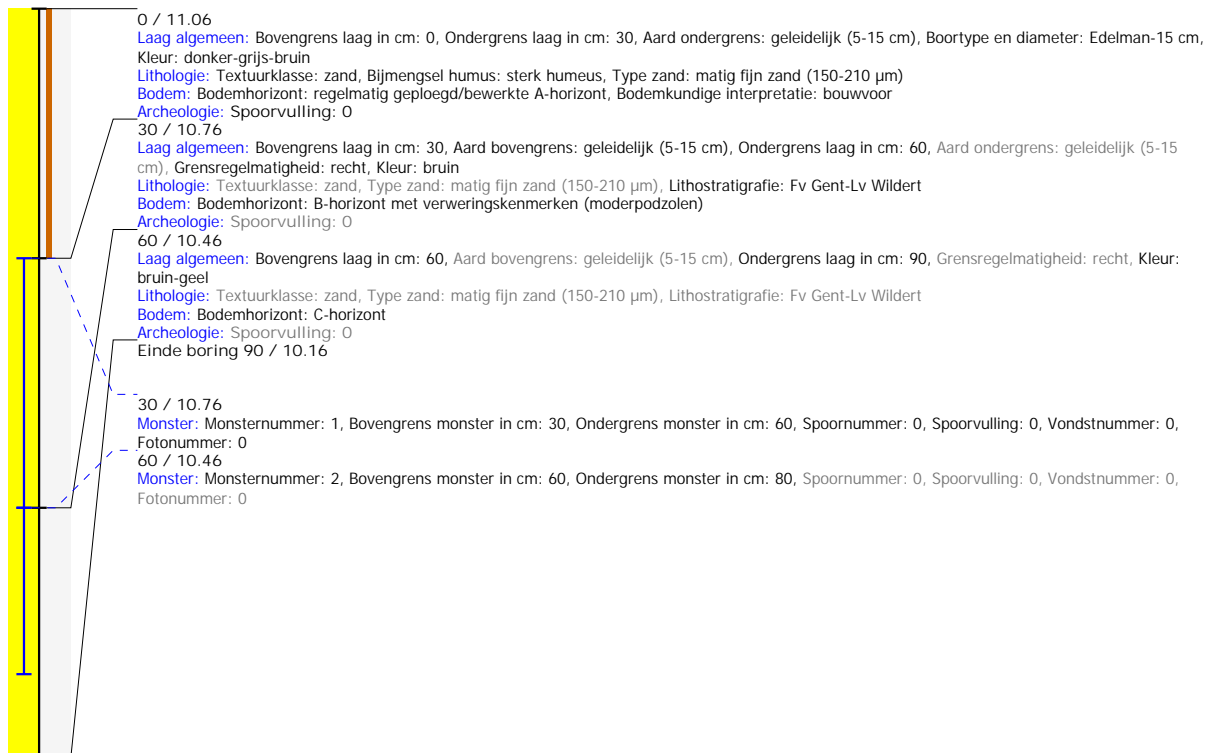 0 / 11.06
Laag algemeen: Bovengrens laag in cm: 0, Ondergrens laag in cm: 30, Aard ondergrens: geleidelijk (5-15 cm), Boortype en diameter: Edelman-15 cm,
Kleur: donker-grijs-bruin
Lithologie: Textuurklasse: zand, Bijmengsel humus: sterk humeus, Type zand: matig fijn zand (150-210 µm)
Bodem: Bodemhorizont: regelmatig geploegd/bewerkte A-horizont, Bodemkundige interpretatie: bouwvoor
Archeologie: Spoorvulling: 0
30 / 10.76
Laag algemeen: Bovengrens laag in cm: 30, Aard bovengrens: geleidelijk (5-15 cm), Ondergrens laag in cm: 60, Aard ondergrens: geleidelijk (5-15
cm), Grensregelmatigheid: recht, Kleur: bruin
Lithologie: Textuurklasse: zand, Type zand: matig fijn zand (150-210 µm), Lithostratigrafie: Fv Gent-Lv Wildert
Bodem: Bodemhorizont: B-horizont met verweringskenmerken (moderpodzolen)
Archeologie: Spoorvulling: 0
60 / 10.46
Laag algemeen: Bovengrens laag in cm: 60, Aard bovengrens: geleidelijk (5-15 cm), Ondergrens laag in cm: 90, Grensregelmatigheid: recht, Kleur:
bruin-geel
Lithologie: Textuurklasse: zand, Type zand: matig fijn zand (150-210 µm), Lithostratigrafie: Fv Gent-Lv Wildert
Bodem: Bodemhorizont: C-horizont
Archeologie: Spoorvulling: 0
Einde boring 90 / 10.16
30 / 10.76
Monster: Monsternummer: 1, Bovengrens monster in cm: 30, Ondergrens monster in cm: 60, Spoornummer: 0, Spoorvulling: 0, Vondstnummer: 0,
Fotonummer: 0
60 / 10.46
Monster: Monsternummer: 2, Bovengrens monster in cm: 60, Ondergrens monster in cm: 80, Spoornummer: 0, Spoorvulling: 0, Vondstnummer: 0,
Fotonummer: 0